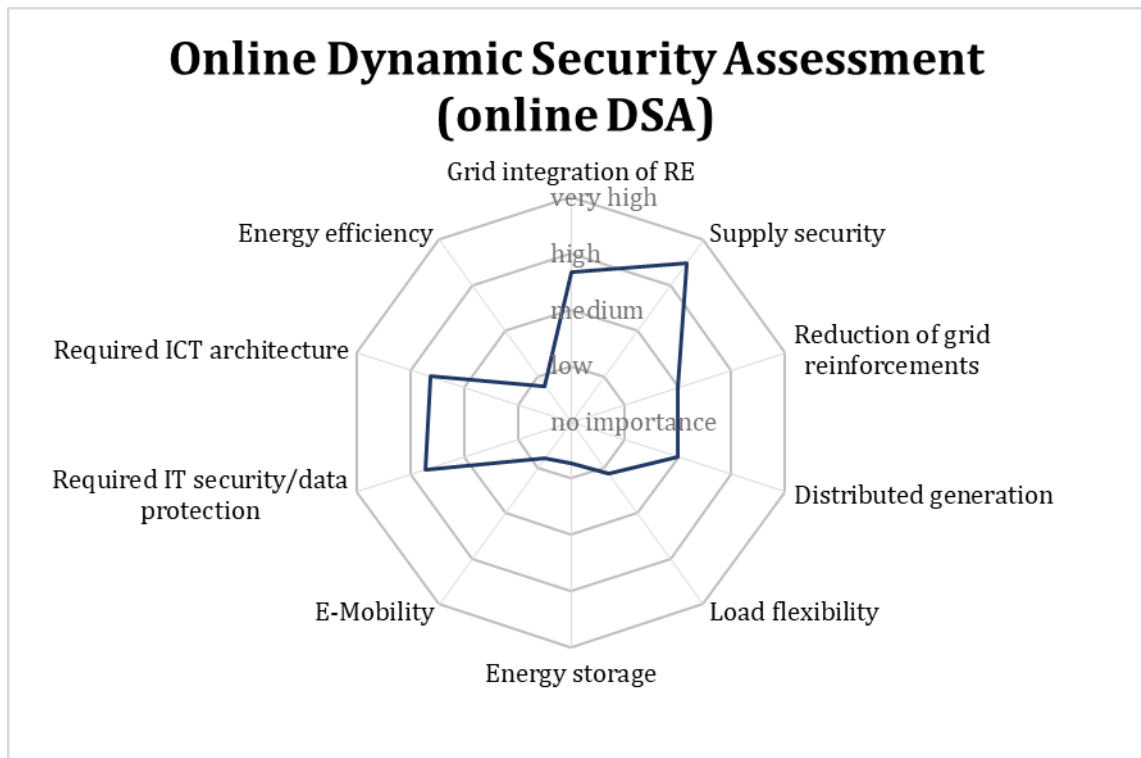 Online Dynamic Security Assessment
(online DSA)
Grid integration of RE
very high
Energy efficiency
Supply security
high
medium
Required ICT architecture
Reduction of grid
reinforcements
low
no importance
Required IT security/data
protection
Distributed generation
E-Mobility
Load flexibility
Energy storage